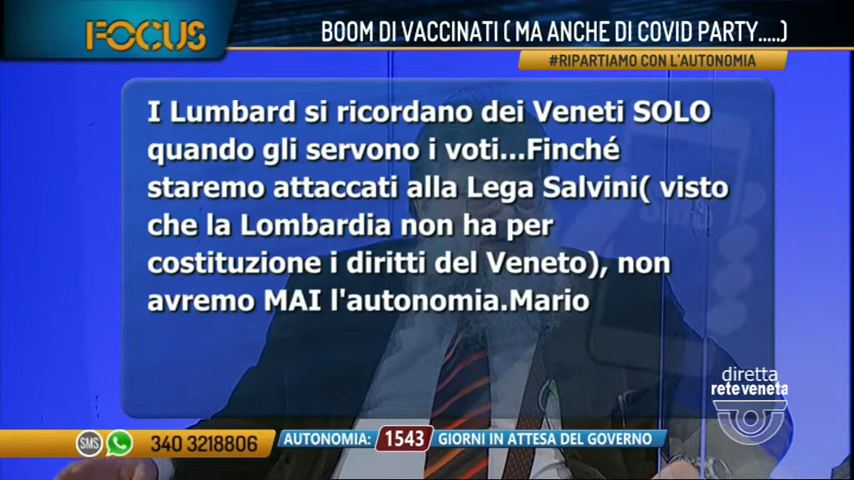 FOCUS
BOOM DI VACCINATI ( MA ANCHE DI COVID PARTY.....)
#RIPARTIAMO CON L'AUTONOMIA
I Lumbard si ricordano dei Veneti SOLO
quando gli servono i voti...Finché
staremo attaccati alla Lega Salvini( visto
che la Lombardia non ha per
costituzione i diritti del Veneto), non
avremo MAI l'autonomia.Mario
diretta
reteveneta
SMS 340 3218806
AUTONOMIA: 1543 GIORNI IN ATTESA DEL GOVERNO